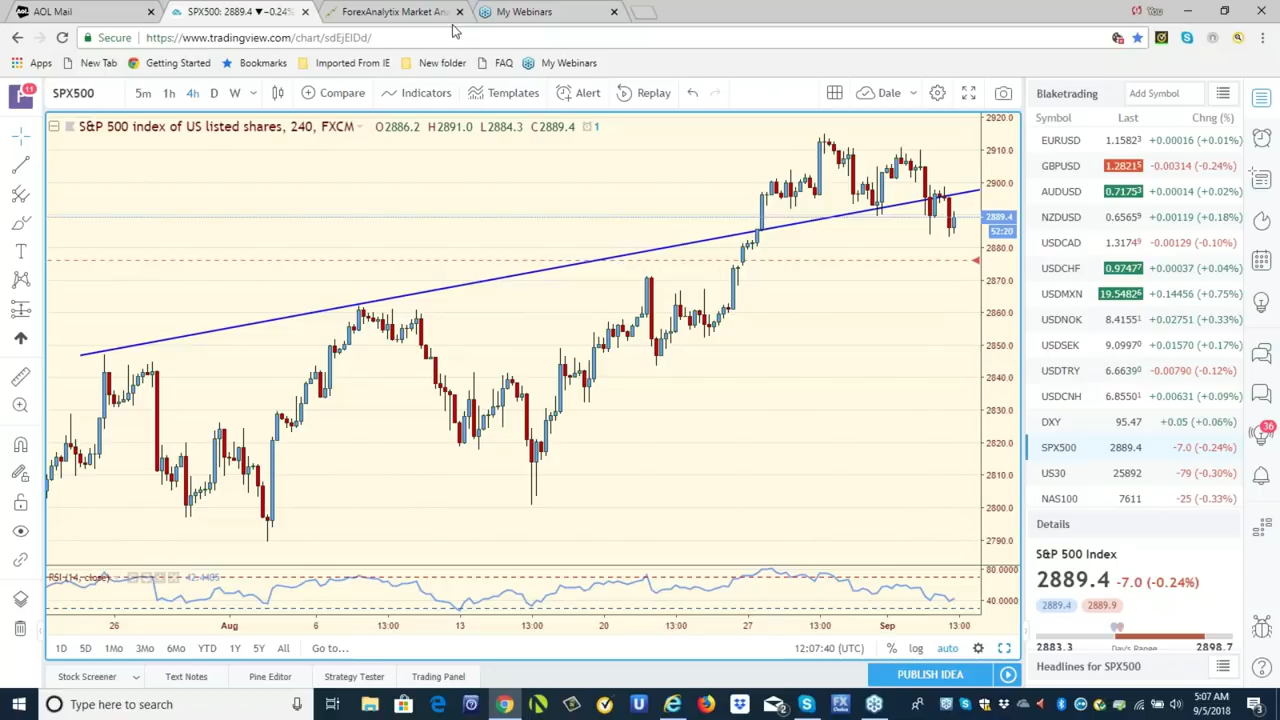 AOL Mail
SPX500: 2889.4 ▼ −0.24%
ForexAnalytix Market An
My Webinars
You
Secure
https://www.tradingview.com/chart/sdEjEIDd/
Apps
New Tab
Getting Started
Bookmarks
Imported From IE
New folder
FAQ
My Webinars
11
SPX500
5m 1h 4h D W
Compare
Indicators
Templates
Alert
Replay
Dale
Blaketrading
Add Symbol
S&P 500 index of US listed shares, 240, FXCM
O2886.2 H2891.0 L2884.3 C2889.4
1
Symbol Last Chng (%)
EURUSD 1.15823 +0.00016 (+0.01%)
GBPUSD 1.28215 -0.00314 (-0.24%)
AUDUSD 0.71753 +0.00014 (+0.02%)
NZDUSD 0.65659 +0.00119 (+0.18%)
USDCAD 1.31749 -0.00129 (-0.10%)
USDCHF 0.97477 +0.00037 (+0.04%)
USDMXN 19.54826 +0.14456 (+0.75%)
USDNOK 8.41551 +0.02751 (+0.33%)
USDSEK 9.09970 +0.01570 (+0.17%)
USDTRY 6.66390 -0.00790 (-0.12%)
USDCNH 6.85501 +0.00631 (+0.09%)
DXY 95.47 +0.05 (+0.06%)
SPX500 2889.4 -7.0 (-0.24%)
US30 25892 -79 (-0.30%)
NAS100 7611 -25 (-0.33%)
36
2920.0
2910.0
2900.0
2889.4
52:20
2880.0
2870.0
2860.0
2850.0
2840.0
2830.0
2820.0
2810.0
2800.0
2790.0
RSI (14, close)
42.4405
80.0000
40.0000
26 Aug 6 13:00 13 13:00 20 13:00 27 13:00 Sep 13:00
1D 5D 1Mo 3Mo 6Mo YTD 1Y 5Y All Go to...
12:07:40 (UTC)
% log auto
Details
S&P 500 Index
2889.4 -7.0 (-0.24%)
2889.4 2889.9
2883.3 Day's Range 2898.7
Headlines for SPX500
Stock Screener
Text Notes
Pine Editor
Strategy Tester
Trading Panel
PUBLISH IDEA
Type here to search
2
5:07 AM
9/5/2018